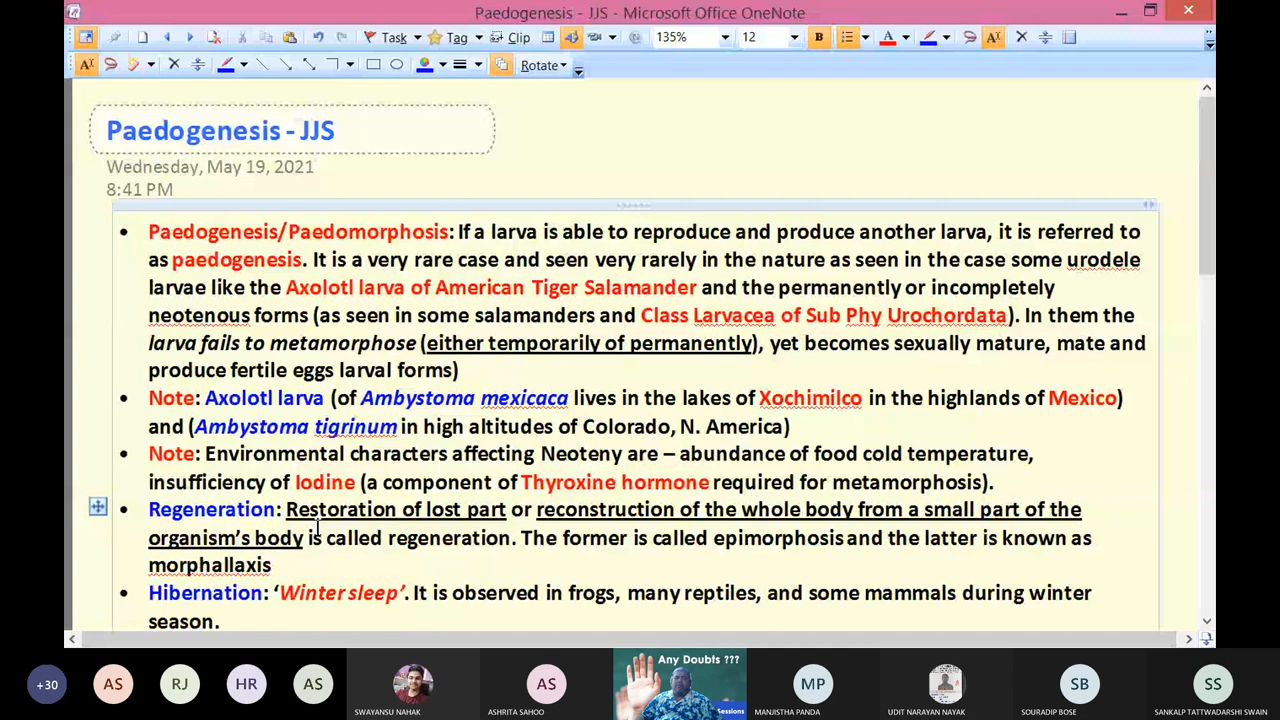 Paedogenesis - JJS - Microsoft Office OneNote
Task Tag Clip 135% 12 B A A
A Rotate
Paedogenesis - JJS
Wednesday, May 19, 2021
8:41 PM
• Paedogenesis/Paedomorphosis: If a larva is able to reproduce and produce another larva, it is referred to
as paedogenesis. It is a very rare case and seen very rarely in the nature as seen in the case some urodele
larvae like the Axolotl larva of American Tiger Salamander and the permanently or incompletely
neotenous forms (as seen in some salamanders and Class Larvacea of Sub Phy Urochordata). In them the
larva fails to metamorphose (either temporarily of permanently), yet becomes sexually mature, mate and
produce fertile eggs larval forms)
• Note: Axolotl larva (of Ambystoma mexicaca lives in the lakes of Xochimilco in the highlands of Mexico)
and (Ambystoma tigrinum in high altitudes of Colorado, N. America)
• Note: Environmental characters affecting Neoteny are – abundance of food cold temperature,
insufficiency of Iodine (a component of Thyroxine hormone required for metamorphosis).
• Regeneration: Restoration of lost part or reconstruction of the whole body from a small part of the
organism's body is called regeneration. The former is called epimorphosis and the latter is known as
morphallaxis
• Hibernation: ‘Winter sleep’. It is observed in frogs, many reptiles, and some mammals during winter
season.
Any Doubts ???
Sessions
+30 AS RJ HR AS AS MP SB SS
SWAYANSU NAHAK ASHRITA SAHOO MANJISTHA PANDA UDIT NARAYAN NAYAK SOURADIP BOSE SANKALP TATTWADARSHI SWAIN